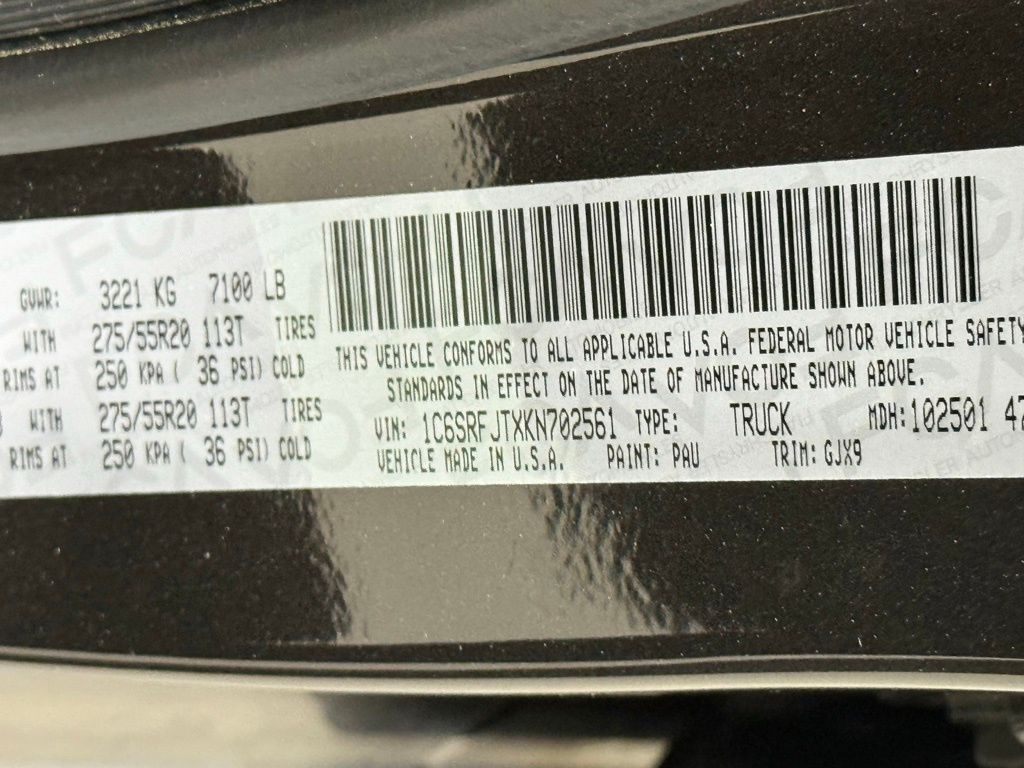 GVWR: 3221 KG 7100 LB
WITH 275/55R20 113T TIRES
RIMS AT 250 KPA ( 36 PSI) COLD
WITH 275/55R20 113T TIRES
RIMS AT 250 KPA ( 36 PSI) COLD
THIS VEHICLE CONFORMS TO ALL APPLICABLE U.S.A. FEDERAL MOTOR VEHICLE SAFETY
STANDARDS IN EFFECT ON THE DATE OF MANUFACTURE SHOWN ABOVE.
VIN: 1C6SRFJTXKN702561 TYPE: TRUCK MDH: 102501 47
VEHICLE MADE IN U.S.A. PAINT: PAU TRIM: GJX9